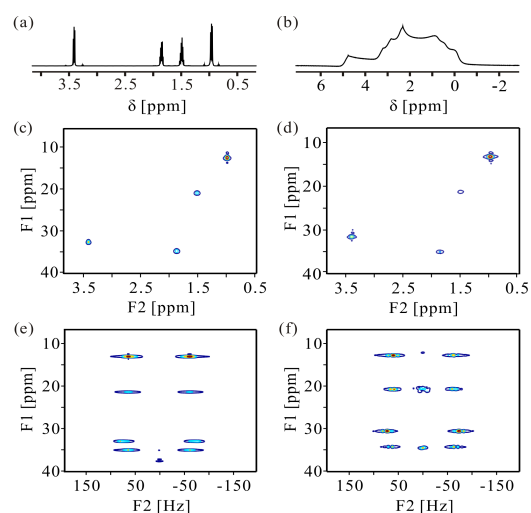 (a) (b)
3.5 2.5 1.5 0.5 6 4 2 0 -2
δ [ppm] δ [ppm]
(c) (d)
10 10
20 20
30 30
40 40
F1 [ppm] F1 [ppm]
3.5 2.5 1.5 0.5 3.5 2.5 1.5 0.5
F2 [ppm] F2 [ppm]
(e) (f)
10 10
20 20
30 30
40 40
F1 [ppm] F1 [ppm]
150 50 -50 -150 150 50 -50 -150
F2 [Hz] F2 [Hz]